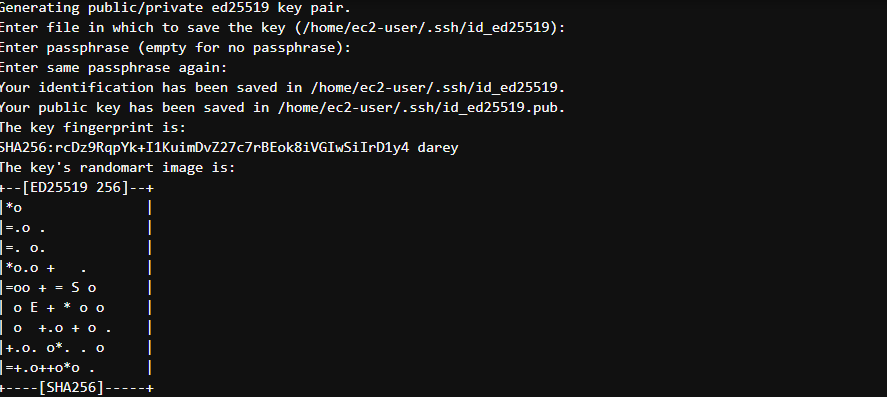 Generating public/private ed25519 key pair.
Enter file in which to save the key (/home/ec2-user/.ssh/id_ed25519):
Enter passphrase (empty for no passphrase):
Enter same passphrase again:
Your identification has been saved in /home/ec2-user/.ssh/id_ed25519.
Your public key has been saved in /home/ec2-user/.ssh/id_ed25519.pub.
The key fingerprint is:
SHA256:rcDz9RqpYk+I1KuimDvZ27c7rBEok8iVGIwSiIrD1y4 darey
The key's randomart image is:
+--[ED25519 256]--+
|*o               |
|=.o .            |
|=. o.            |
|*o.o +   .       |
|=oo + = S o      |
| o E + * o o     |
| o  +.o + o .    |
|+.o. o*. . o     |
|=+.o++o*o .      |
+----[SHA256]-----+